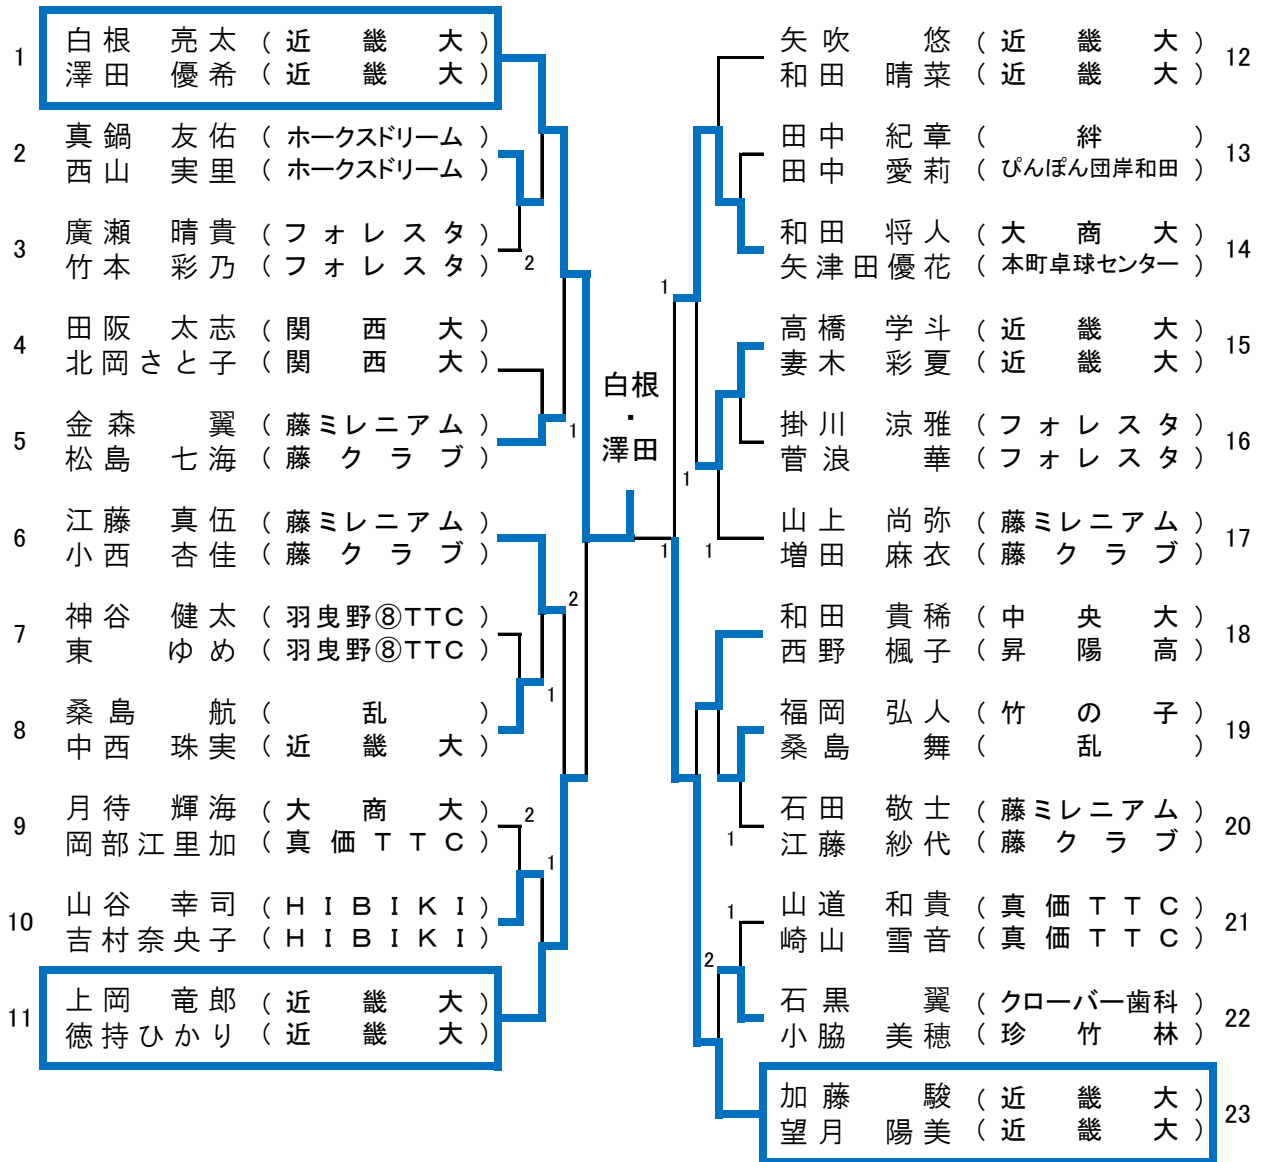 1
白根 亮太 (近畿大)
澤田 優希 (近畿大)
2
真鍋 友佑 (ホークスドリーム)
西山 実里 (ホークスドリーム)
3
廣瀬 晴貴 (フォレスタ)
竹本 彩乃 (フォレスタ)
2
4
田阪 太志 (関西大)
北岡さと子 (関西大)
5
金森 翼 (藤ミレニアム)
松島 七海 (藤クラブ)
1
6
江藤 真伍 (藤ミレニアム)
小西 杏佳 (藤クラブ)
2
7
神谷 健太 (羽曳野⑧TTC)
東 ゆめ (羽曳野⑧TTC)
1
8
桑島 航 (乱)
中西 珠実 (近畿大)
9
月待 輝海 (大商大)
岡部江里加 (真価TTC)
2
1
10
山谷 幸司 (HIBIKI)
吉村奈央子 (HIBIKI)
11
上岡 竜郎 (近畿大)
徳持ひかり (近畿大)
白根
・
澤田
1
矢吹 悠 (近畿大)
和田 晴菜 (近畿大)
12
田中 紀章 (絆)
田中 愛莉 (ぴんぽん団岸和田)
13
和田 将人 (大商大)
矢津田優花 (本町卓球センター)
14
1
高橋 学斗 (近畿大)
妻木 彩夏 (近畿大)
15
掛川 涼雅 (フォレスタ)
菅浪 華 (フォレスタ)
16
1
山上 尚弥 (藤ミレニアム)
増田 麻衣 (藤クラブ)
17
1
和田 貴稀 (中央大)
西野 楓子 (昇陽高)
18
福岡 弘人 (竹の子)
桑島 舞 (乱)
19
石田 敬士 (藤ミレニアム)
江藤 紗代 (藤クラブ)
20
1
山道 和貴 (真価TTC)
崎山 雪音 (真価TTC)
21
1
2
石黒 翼 (クローバー歯科)
小脇 美穂 (珍竹林)
22
加藤 駿 (近畿大)
望月 陽美 (近畿大)
23